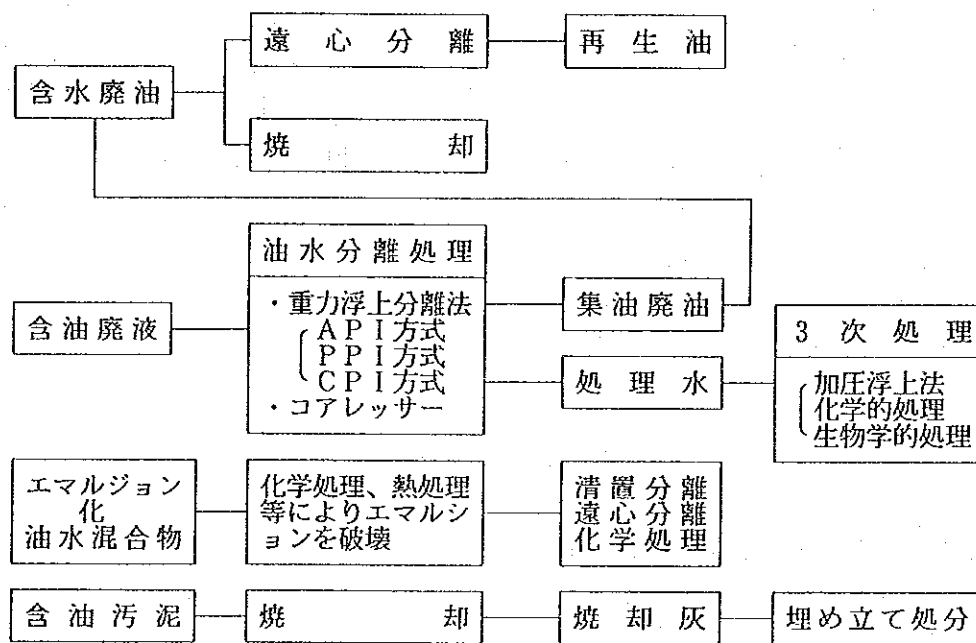 遠心分離
再生油
含水廃油
焼却
油水分離処理
・重力浮上分離法
API方式
PPI方式
CPI方式
・コアレッサー
含油廃液
集油廃油
処理水
3次処理
加圧浮上法
化学的処理
生物学的処理
エマルジョン
化
油水混合物
化学処理、熱処理
等によりエマルシ
ョンを破壊
清置分離
遠心分離
化学処理
含油汚泥
焼却
焼却灰
埋め立て処分